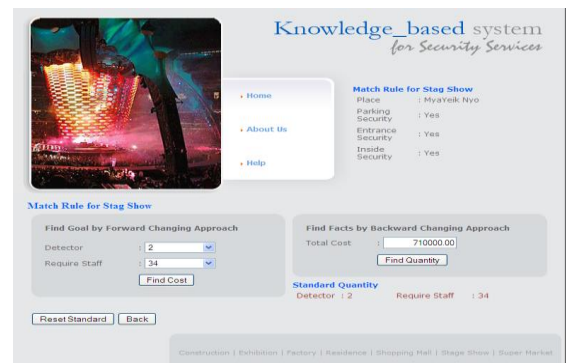 Knowledge_based system
for Security Services
Home
About Us
Help
Match Rule for Stag Show
Place : MyaYeik Nyo
Parking Security : Yes
Entrance Security : Yes
Inside Security : Yes
Match Rule for Stag Show
Find Goal by Forward Changing Approach
Detector : 2
Require Staff : 34
Find Cost
Find Facts by Backward Changing Approach
Total Cost : 710000.00
Find Quantity
Standard Quantity
Detector : 2 Require Staff : 34
Reset Standard Back
Construction | Exhibition | Factory | Residence | Shopping Mall | Stage Show | Super Market